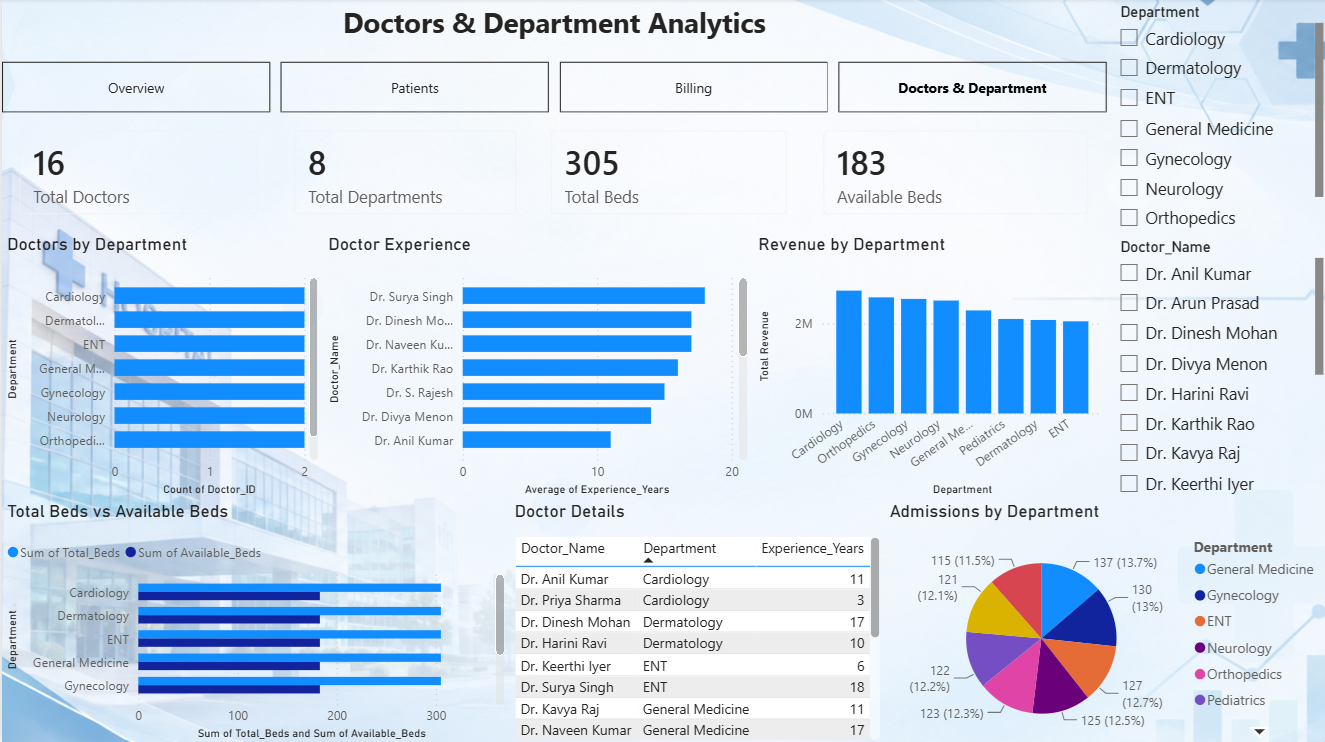 Doctors & Department Analytics
Overview
Patients
Billing
Doctors & Department
16
Total Doctors
8
Total Departments
305
Total Beds
183
Available Beds
Department
Cardiology
Dermatology
ENT
General Medicine
Gynecology
Neurology
Orthopedics
Doctor_Name
Dr. Anil Kumar
Dr. Arun Prasad
Dr. Dinesh Mohan
Dr. Divya Menon
Dr. Harini Ravi
Dr. Karthik Rao
Dr. Kavya Raj
Dr. Keerthi Iyer
Doctors by Department
Department
Cardiology
Dermatol...
ENT
General M...
Gynecology
Neurology
Orthopedi...
0 1 2
Count of Doctor_ID
Doctor Experience
Doctor_Name
Dr. Surya Singh
Dr. Dinesh Mo...
Dr. Naveen Ku...
Dr. Karthik Rao
Dr. S. Rajesh
Dr. Divya Menon
Dr. Anil Kumar
0 10 20
Average of Experience_Years
Revenue by Department
Total Revenue
2M
0M
Cardiology
Orthopedics
Gynecology
Neurology
General Me...
Pediatrics
Dermatology
ENT
Department
Total Beds vs Available Beds
Sum of Total_Beds Sum of Available_Beds
Department
Cardiology
Dermatology
ENT
General Medicine
Gynecology
0 100 200 300
Sum of Total_Beds and Sum of Available_Beds
Doctor Details
Doctor_Name Department Experience_Years
Dr. Anil Kumar Cardiology 11
Dr. Priya Sharma Cardiology 3
Dr. Dinesh Mohan Dermatology 17
Dr. Harini Ravi Dermatology 10
Dr. Keerthi Iyer ENT 6
Dr. Surya Singh ENT 18
Dr. Kavya Raj General Medicine 11
Dr. Naveen Kumar General Medicine 17
Admissions by Department
115 (11.5%)
137 (13.7%)
121
(12.1%)
130
(13%)
122
(12.2%)
127
(12.7%)
123 (12.3%)
125 (12.5%)
Department
General Medicine
Gynecology
ENT
Neurology
Orthopedics
Pediatrics